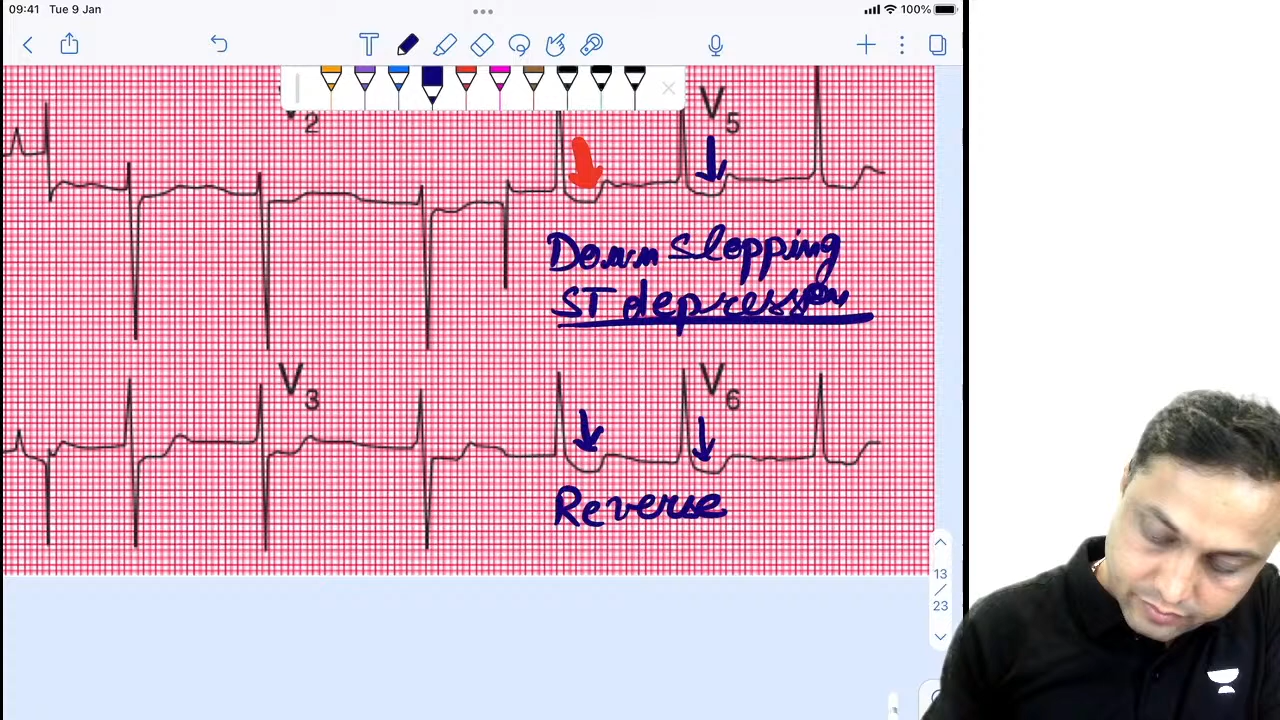 09:41 Tue 9 Jan
100%
T
V2
V5
Down Slopping
ST depression
V3
V6
Reverse
13
23